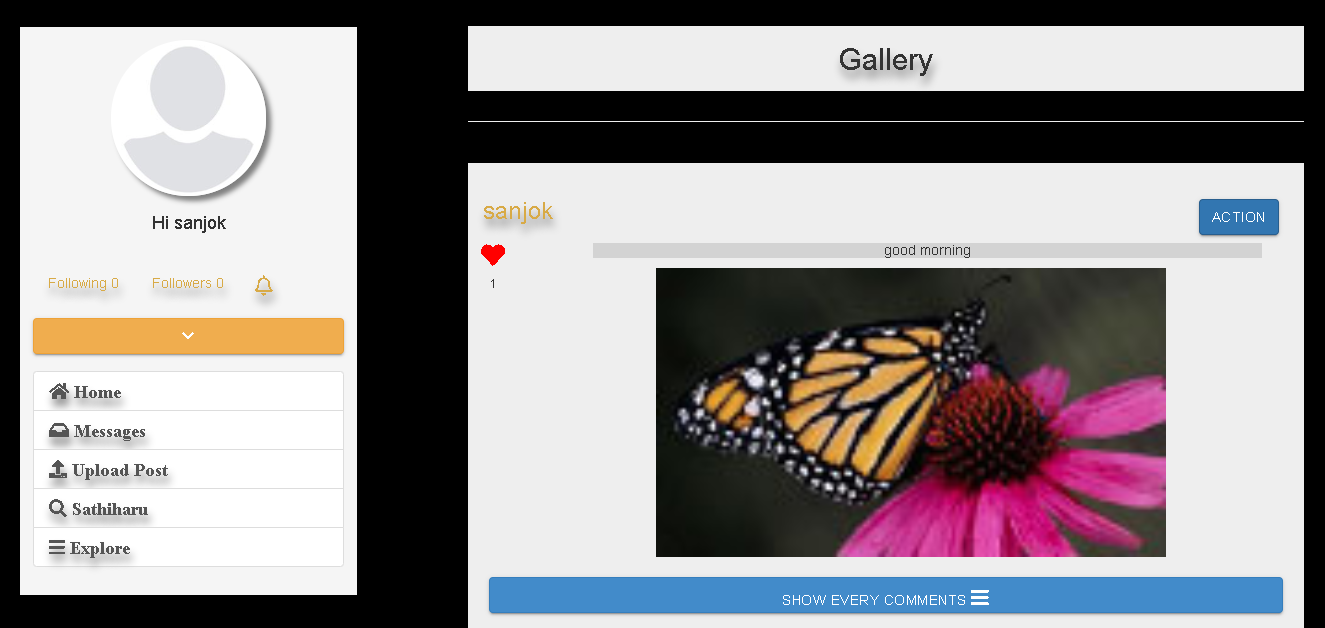 Hi sanjok
Following 0 Followers 0
Home
Messages
Upload Post
Sathiharu
Explore
Gallery
sanjok
ACTION
good morning
1
SHOW EVERY COMMENTS